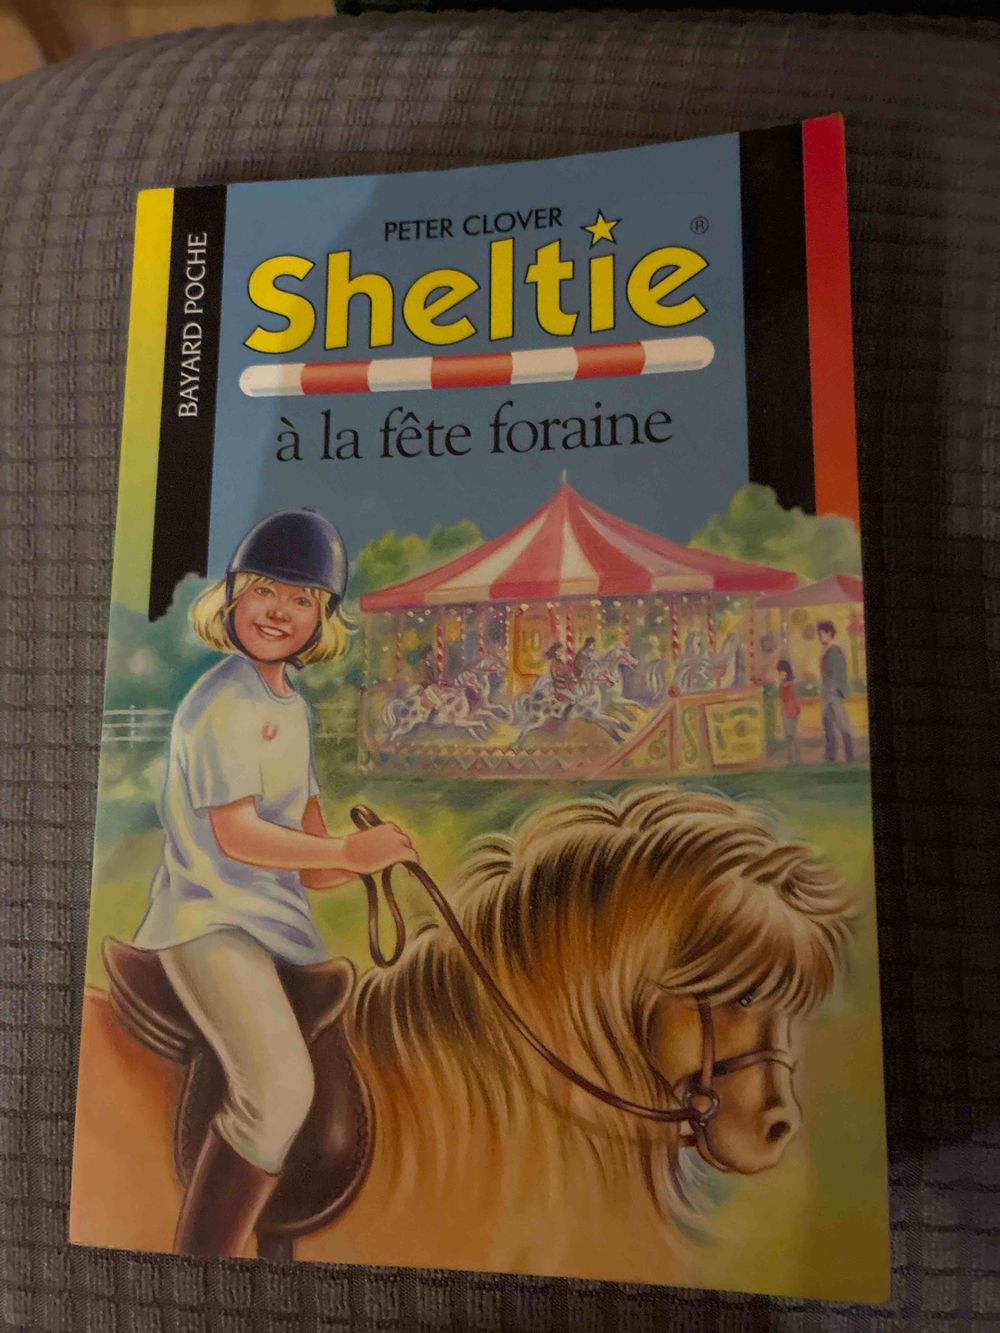 PETER CLOVER
Sheltie ®
à la fête foraine
BAYARD POCHE